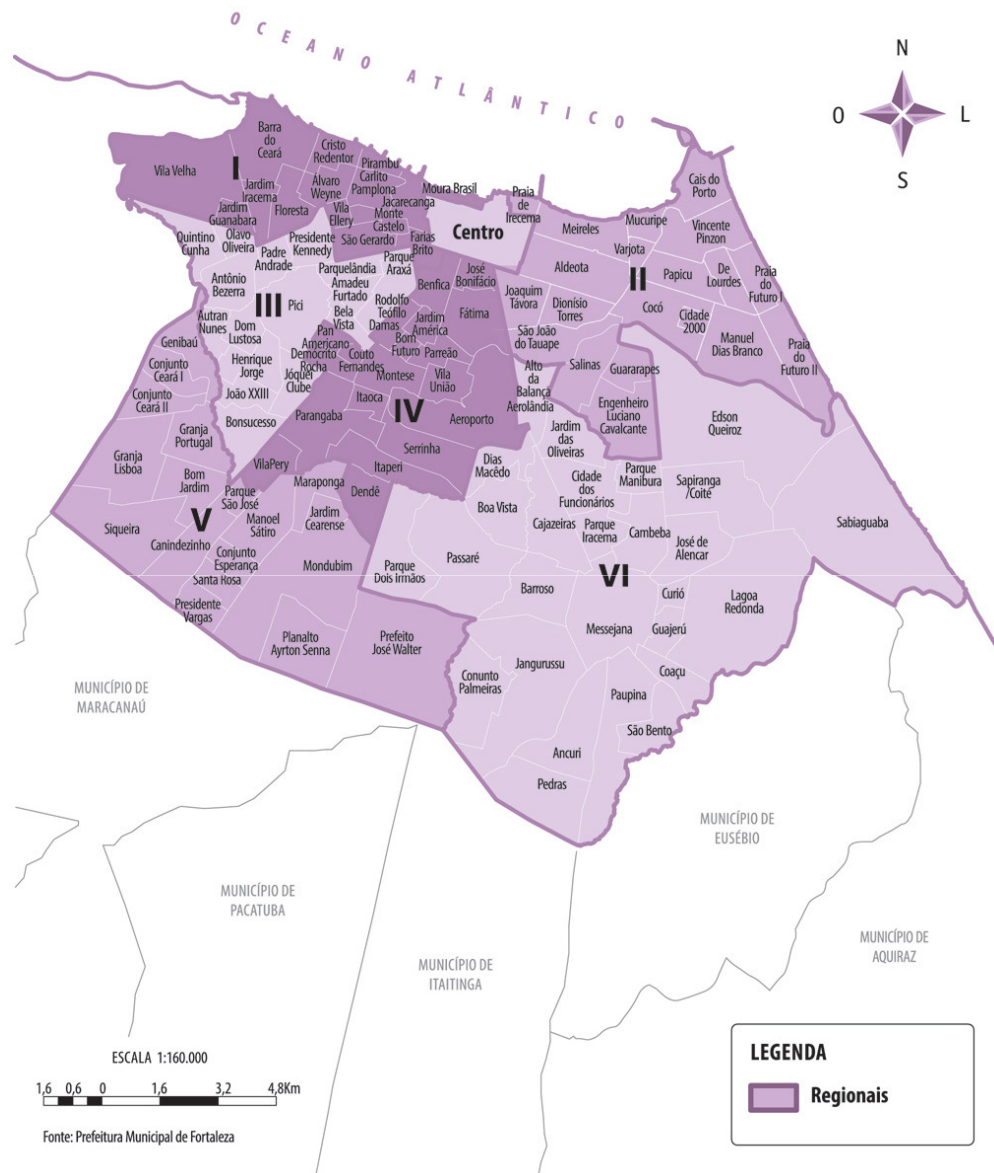 OCEANO ATLÂNTICO
N
O
L
S
Barra
do
Ceará
Vila Velha
I
Cristo
Redentor
Pirambu
Carlito
Pamplona
Jardim
Iracema
Álvaro
Weyne
Jacarecanga
Moura Brasil
Floresta
Vila
Ellery
Monte
Castelo
São Gerardo
Farias
Brito
Jardim
Guanabara
Olavo
Oliveira
Quintino
Cunha
Padre
Andrade
Presidente
Kennedy
Centro
Praia
de
Irecema
Meireles
Mucuripe
Cais do
Porto
Vincente
Pinzon
Varjota
II
Aldeota
Papicu
De
Lourdes
Praia
do
Futuro I
Joaquim
Távora
Dionísio
Torres
Cocó
Cidade
2000
Manuel
Dias Branco
Praia
do
Futuro II
São João
do Tauape
Salinas
Guararapes
Engenheiro
Luciano
Cavalcante
Parque
Araxá
Parquelândia
Amadeu
Furtado
Bela
Vista
Rodolfo
Teófilo
Damas
Antônio
Bezerra
III
Pici
Autran
Nunes
Dom
Lustosa
Henrique
Jorge
João XXIII
Bonsucesso
Pan
Americano
Demócrito
Rocha
Jóquei
Clube
Couto
Fernandes
Benfica
José
Bonifácio
Fátima
Jardim
América
Bom
Futuro
Parreão
Montese
Vila
União
Itaoca
IV
Aeroporto
Parangaba
Serrinha
VilaPery
Itaperi
Dendê
Genibaú
Conjunto
Ceará I
Conjunto
Ceará II
Granja
Portugal
Granja
Lisboa
Bom
Jardim
V
Siqueira
Canindezinho
Parque
São José
Manoel
Sátiro
Maraponga
Jardim
Cearense
Conjunto
Esperança
Santa Rosa
Mondubim
Presidente
Vargas
Planalto
Ayrton Senna
Prefeito
José Walter
Alto
da
Balança
Aerolândia
Jardim
das
Oliveiras
Edson
Queiroz
Dias
Macêdo
Cidade
dos
Funcionários
Parque
Manibura
Sapiranga
/Coité
Boa Vista
Cajazeiras
Parque
Iracema
Cambeba
José de
Alencar
Sabiaguaba
Passaré
Parque
Dois Irmãos
Barroso
VI
Curió
Lagoa
Redonda
Messejana
Guajerú
Jangurussu
Conunto
Palmeiras
Coaçu
Paupina
São Bento
Ancuri
Pedras
MUNICÍPIO DE
MARACANAÚ
MUNICÍPIO DE
PACATUBA
MUNICÍPIO DE
ITAITINGA
MUNICÍPIO DE
EUSÉBIO
MUNICÍPIO DE
AQUIRAZ
ESCALA 1:160.000
1,6 0,6 0 1,6 3,2 4,8Km
Fonte: Prefeitura Municipal de Fortaleza
LEGENDA
Regionais